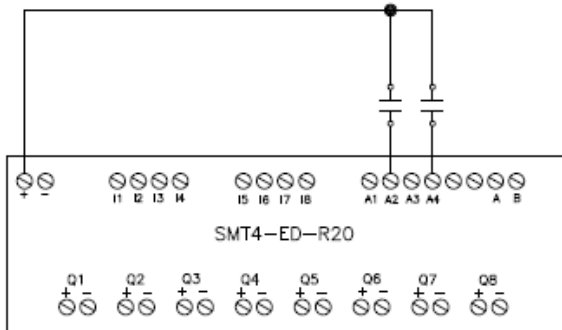 + − I1 I2 I3 I4 I5 I6 I7 I8 A1 A2 A3 A4 A B
SMT4-ED-R20
Q1 Q2 Q3 Q4 Q5 Q6 Q7 Q8
+ − + − + − + − + − + − + − + −